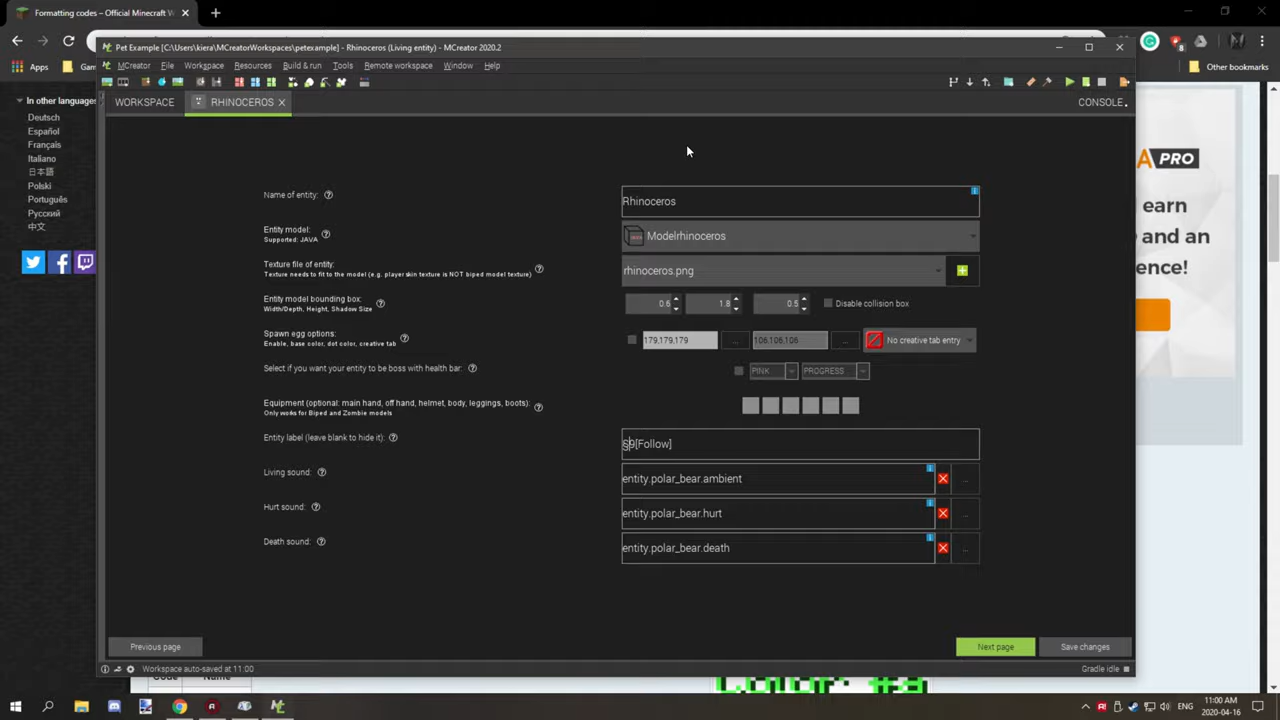 Formatting codes – Official Minecraft W
Apps
Gam
Other bookmarks
In other languages
Deutsch
Español
Français
Italiano
日本語
Polski
Português
Русский
中文
Pet Example [C:\Users\kiera\MCreatorWorkspaces\petexample] - Rhinoceros (Living entity) - MCreator 2020.2
MCreator File Workspace Resources Build & run Tools Remote workspace Window Help
WORKSPACE RHINOCEROS CONSOLE
Name of entity: Rhinoceros
Entity model: Modelrhinoceros
Supported: JAVA
Texture file of entity: rhinoceros.png
Texture needs to fit to the model (e.g. player skin texture is NOT biped model texture)
Entity model bounding box: 0.6 1.8 0.5 Disable collision box
Width/Depth, Height, Shadow Size
Spawn egg options: 179,179,179 ... 106,106,106 ... No creative tab entry
Enable, base color, dot color, creative tab
Select if you want your entity to be boss with health bar: PINK PROGRESS
Equipment (optional: main hand, off hand, helmet, body, leggings, boots):
Only works for Biped and Zombie models
Entity label (leave blank to hide it): §9[Follow]
Living sound: entity.polar_bear.ambient ...
Hurt sound: entity.polar_bear.hurt ...
Death sound: entity.polar_bear.death ...
Previous page Next page Save changes
Workspace auto-saved at 11:00 Gradle idle
A PRO
earn
and an
ence!
Code Name
Color: #a
ENG
11:00 AM
2020-04-16